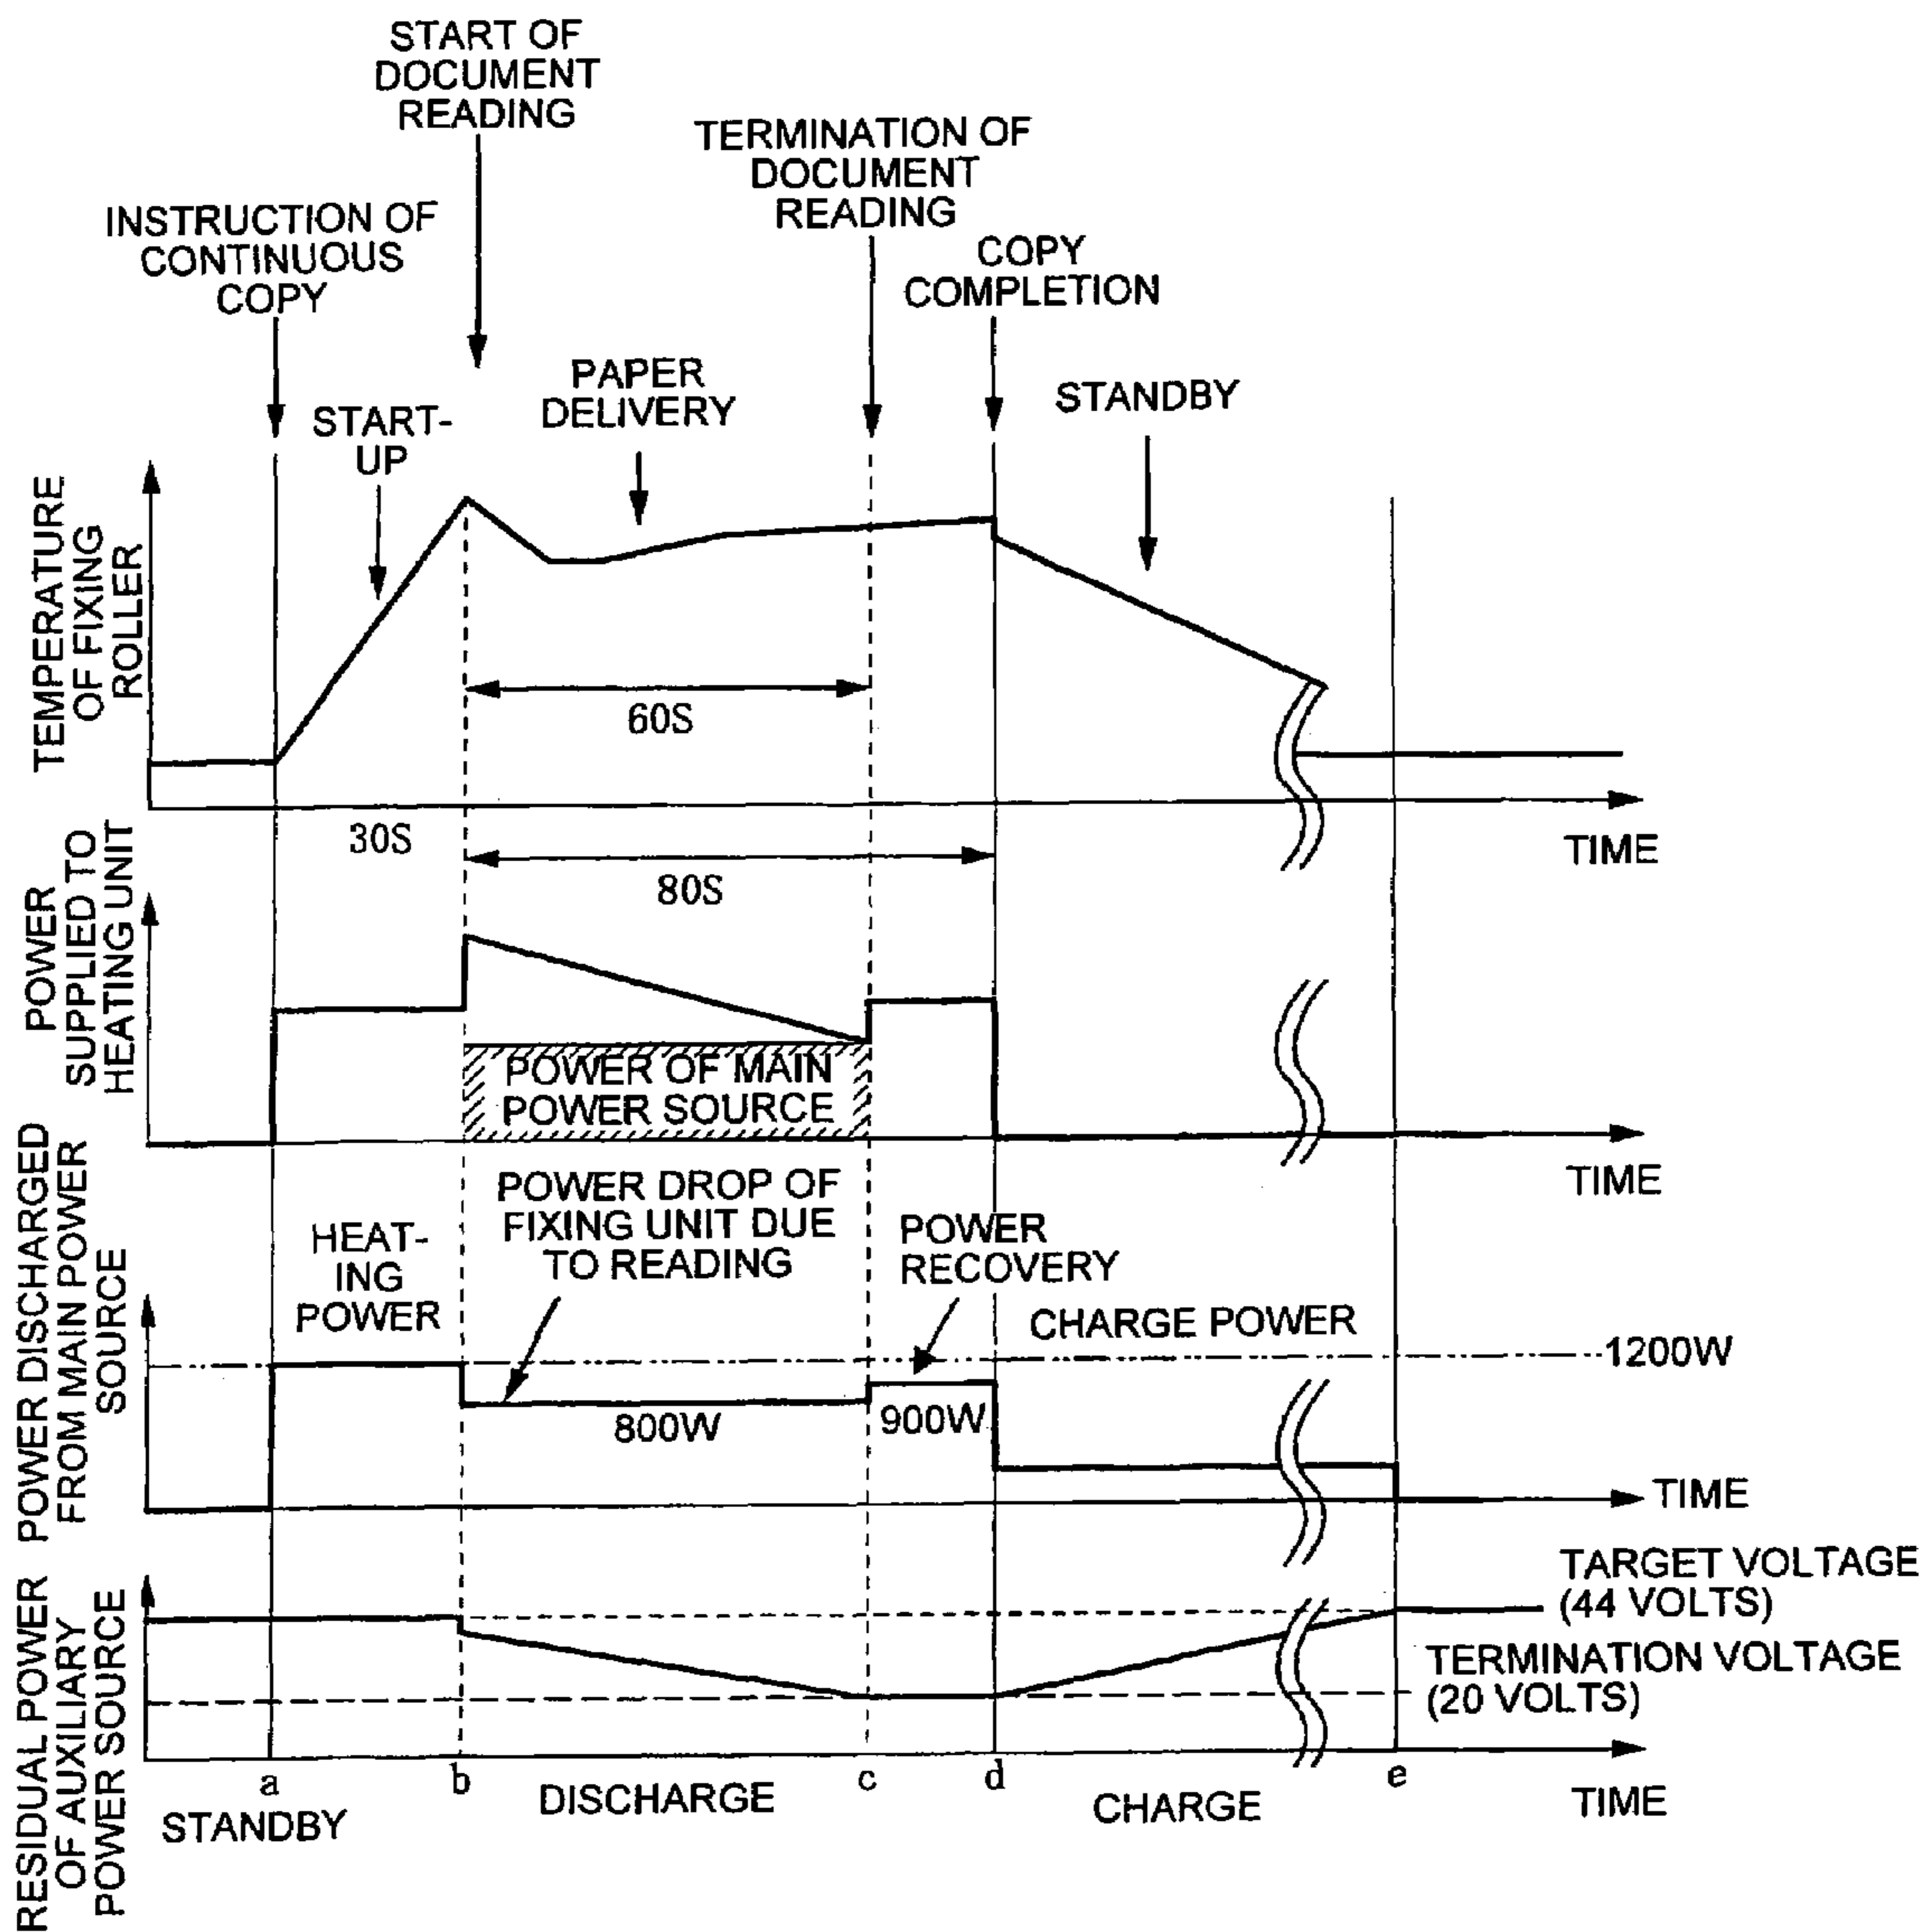 START OF
DOCUMENT
READING
TERMINATION OF
DOCUMENT
READING
INSTRUCTION OF
CONTINUOUS
COPY
COPY
COMPLETION
START-
UP
PAPER
DELIVERY
STANDBY
TEMPERATURE
OF FIXING
ROLLER
60S
30S
TIME
80S
POWER
SUPPLIED TO
HEATING UNIT
POWER OF MAIN
POWER SOURCE
TIME
POWER DISCHARGED
FROM MAIN POWER
SOURCE
HEAT-
ING
POWER
POWER DROP OF
FIXING UNIT DUE
TO READING
POWER
RECOVERY
CHARGE POWER
1200W
800W
900W
TIME
RESIDUAL POWER
OF AUXILIARY
POWER SOURCE
TARGET VOLTAGE
(44 VOLTS)
TERMINATION VOLTAGE
(20 VOLTS)
a b c d e
STANDBY
DISCHARGE
CHARGE
TIME